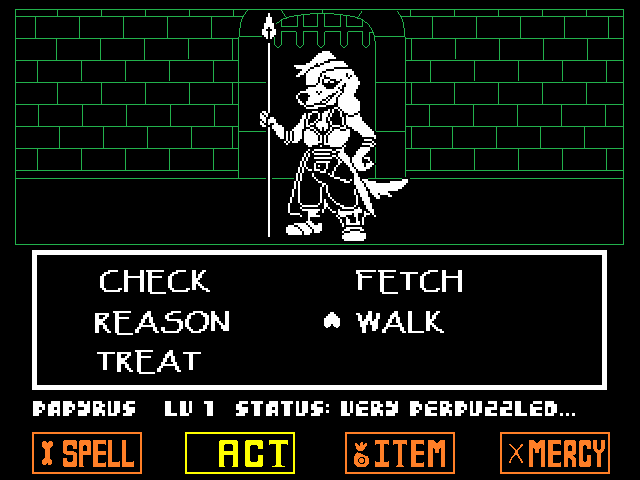 CHECK FETCH
REASON WALK
TREAT
PAPYRUS LV 1 STATUS: VERY PERPUZZLED...
SPELL ACT ITEM MERCY